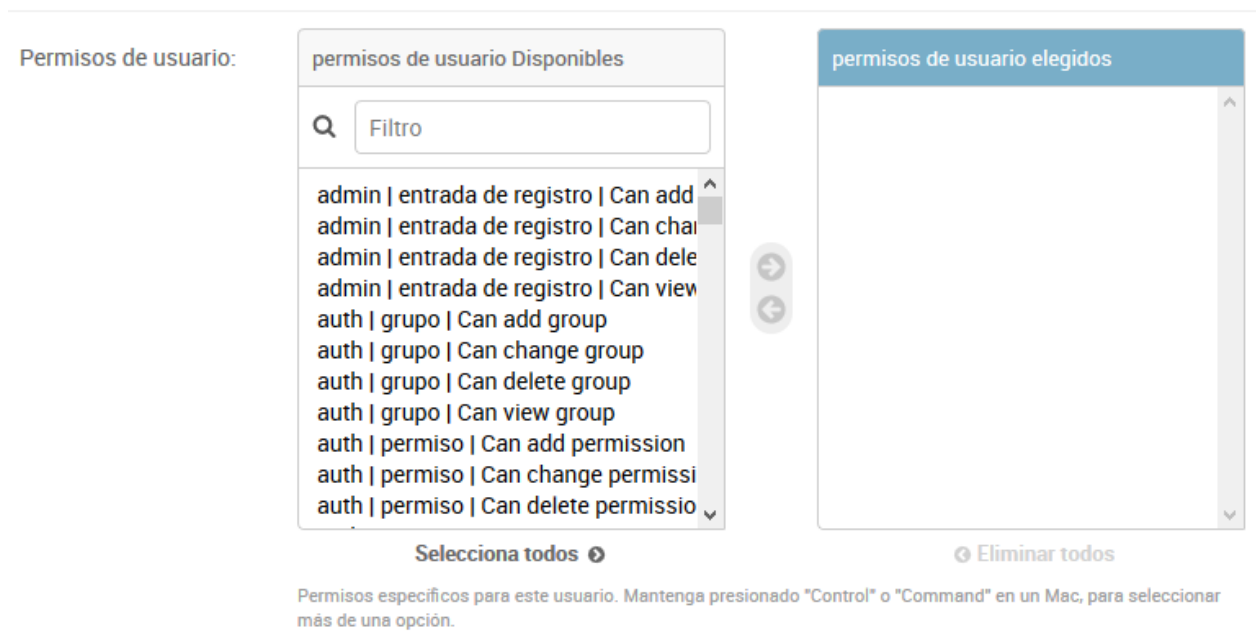 Permisos de usuario:
permisos de usuario Disponibles
Filtro
admin | entrada de registro | Can add
admin | entrada de registro | Can
admin | entrada de registro | Can
admin | entrada de registro | Can view
auth | grupo | Can add group
auth | grupo | Can change group
auth | grupo | Can delete group
auth | grupo | Can view group
auth | permiso | Can add permission
auth | permiso | Can change permissi
auth | permiso | Can delete permissio
Selecciona todos
permisos de usuario elegidos
Eliminar todos
Permisos específicos para este usuario. Mantenga presionado "Control" o "Command" en un Mac, para seleccionar
más de una opción.